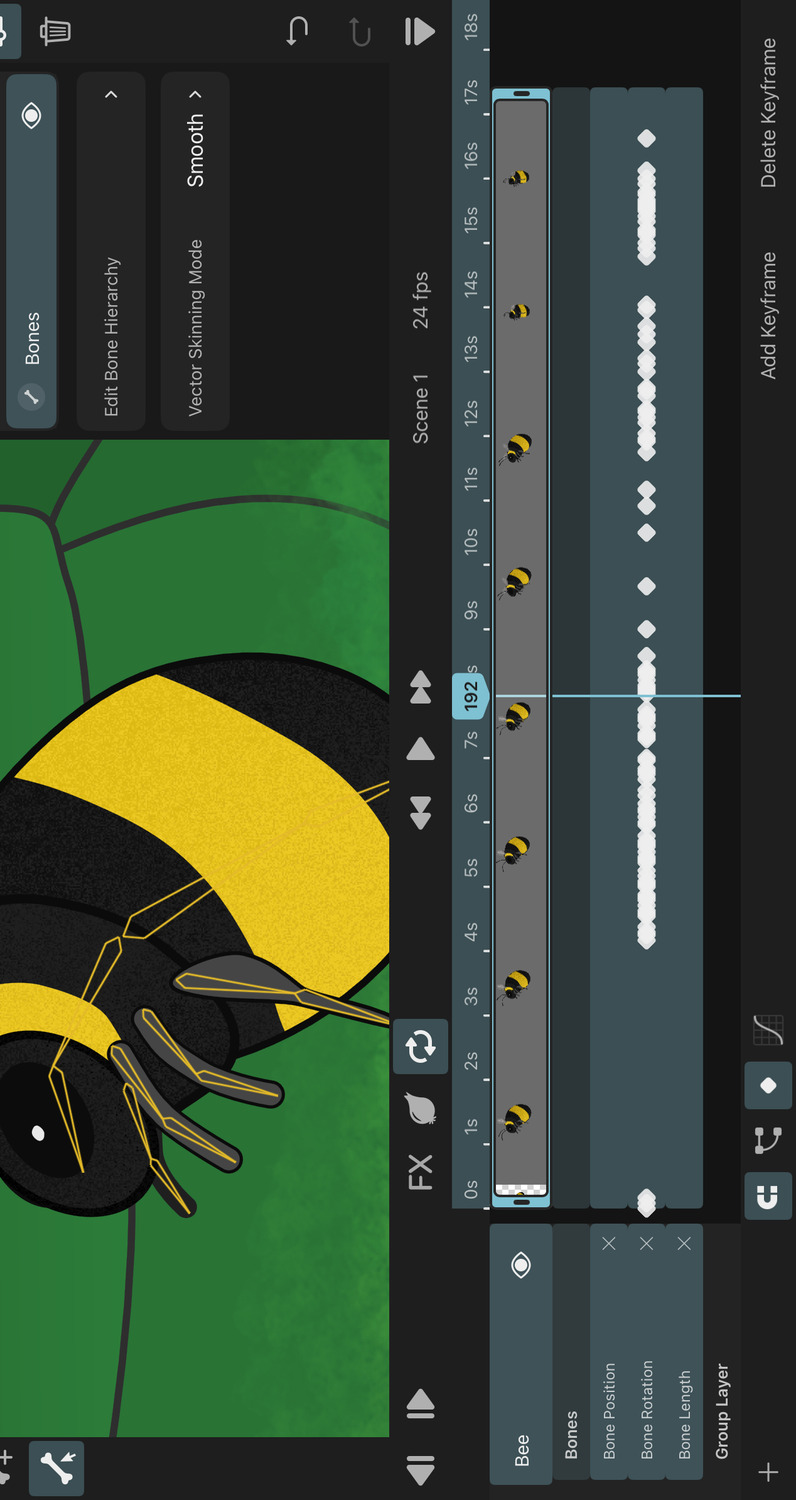 Bones
Edit Bone Hierarchy
Vector Skinning Mode Smooth
FX Scene 1 24 fps
0s 1s 2s 3s 4s 5s 6s 7s 192 s 9s 10s 11s 12s 13s 14s 15s 16s 17s 18s
Bee
Bones
Bone Position
Bone Rotation
Bone Length
Group Layer
Add Keyframe Delete Keyframe